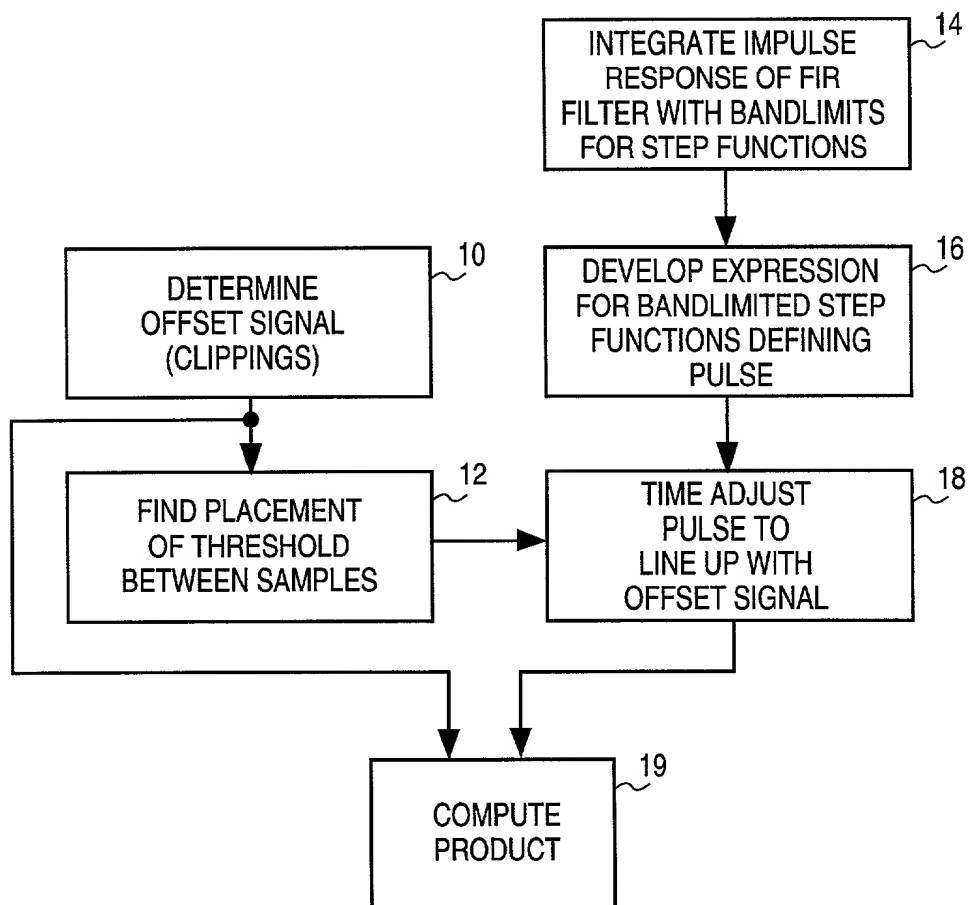 14
INTEGRATE IMPULSE
RESPONSE OF FIR
FILTER WITH BANDLIMITS
FOR STEP FUNCTIONS
10
DETERMINE
OFFSET SIGNAL
(CLIPPINGS)
16
DEVELOP EXPRESSION
FOR BANDLIMITED STEP
FUNCTIONS DEFINING
PULSE
12
FIND PLACEMENT
OF THRESHOLD
BETWEEN SAMPLES
18
TIME ADJUST
PULSE TO
LINE UP WITH
OFFSET SIGNAL
19
COMPUTE
PRODUCT